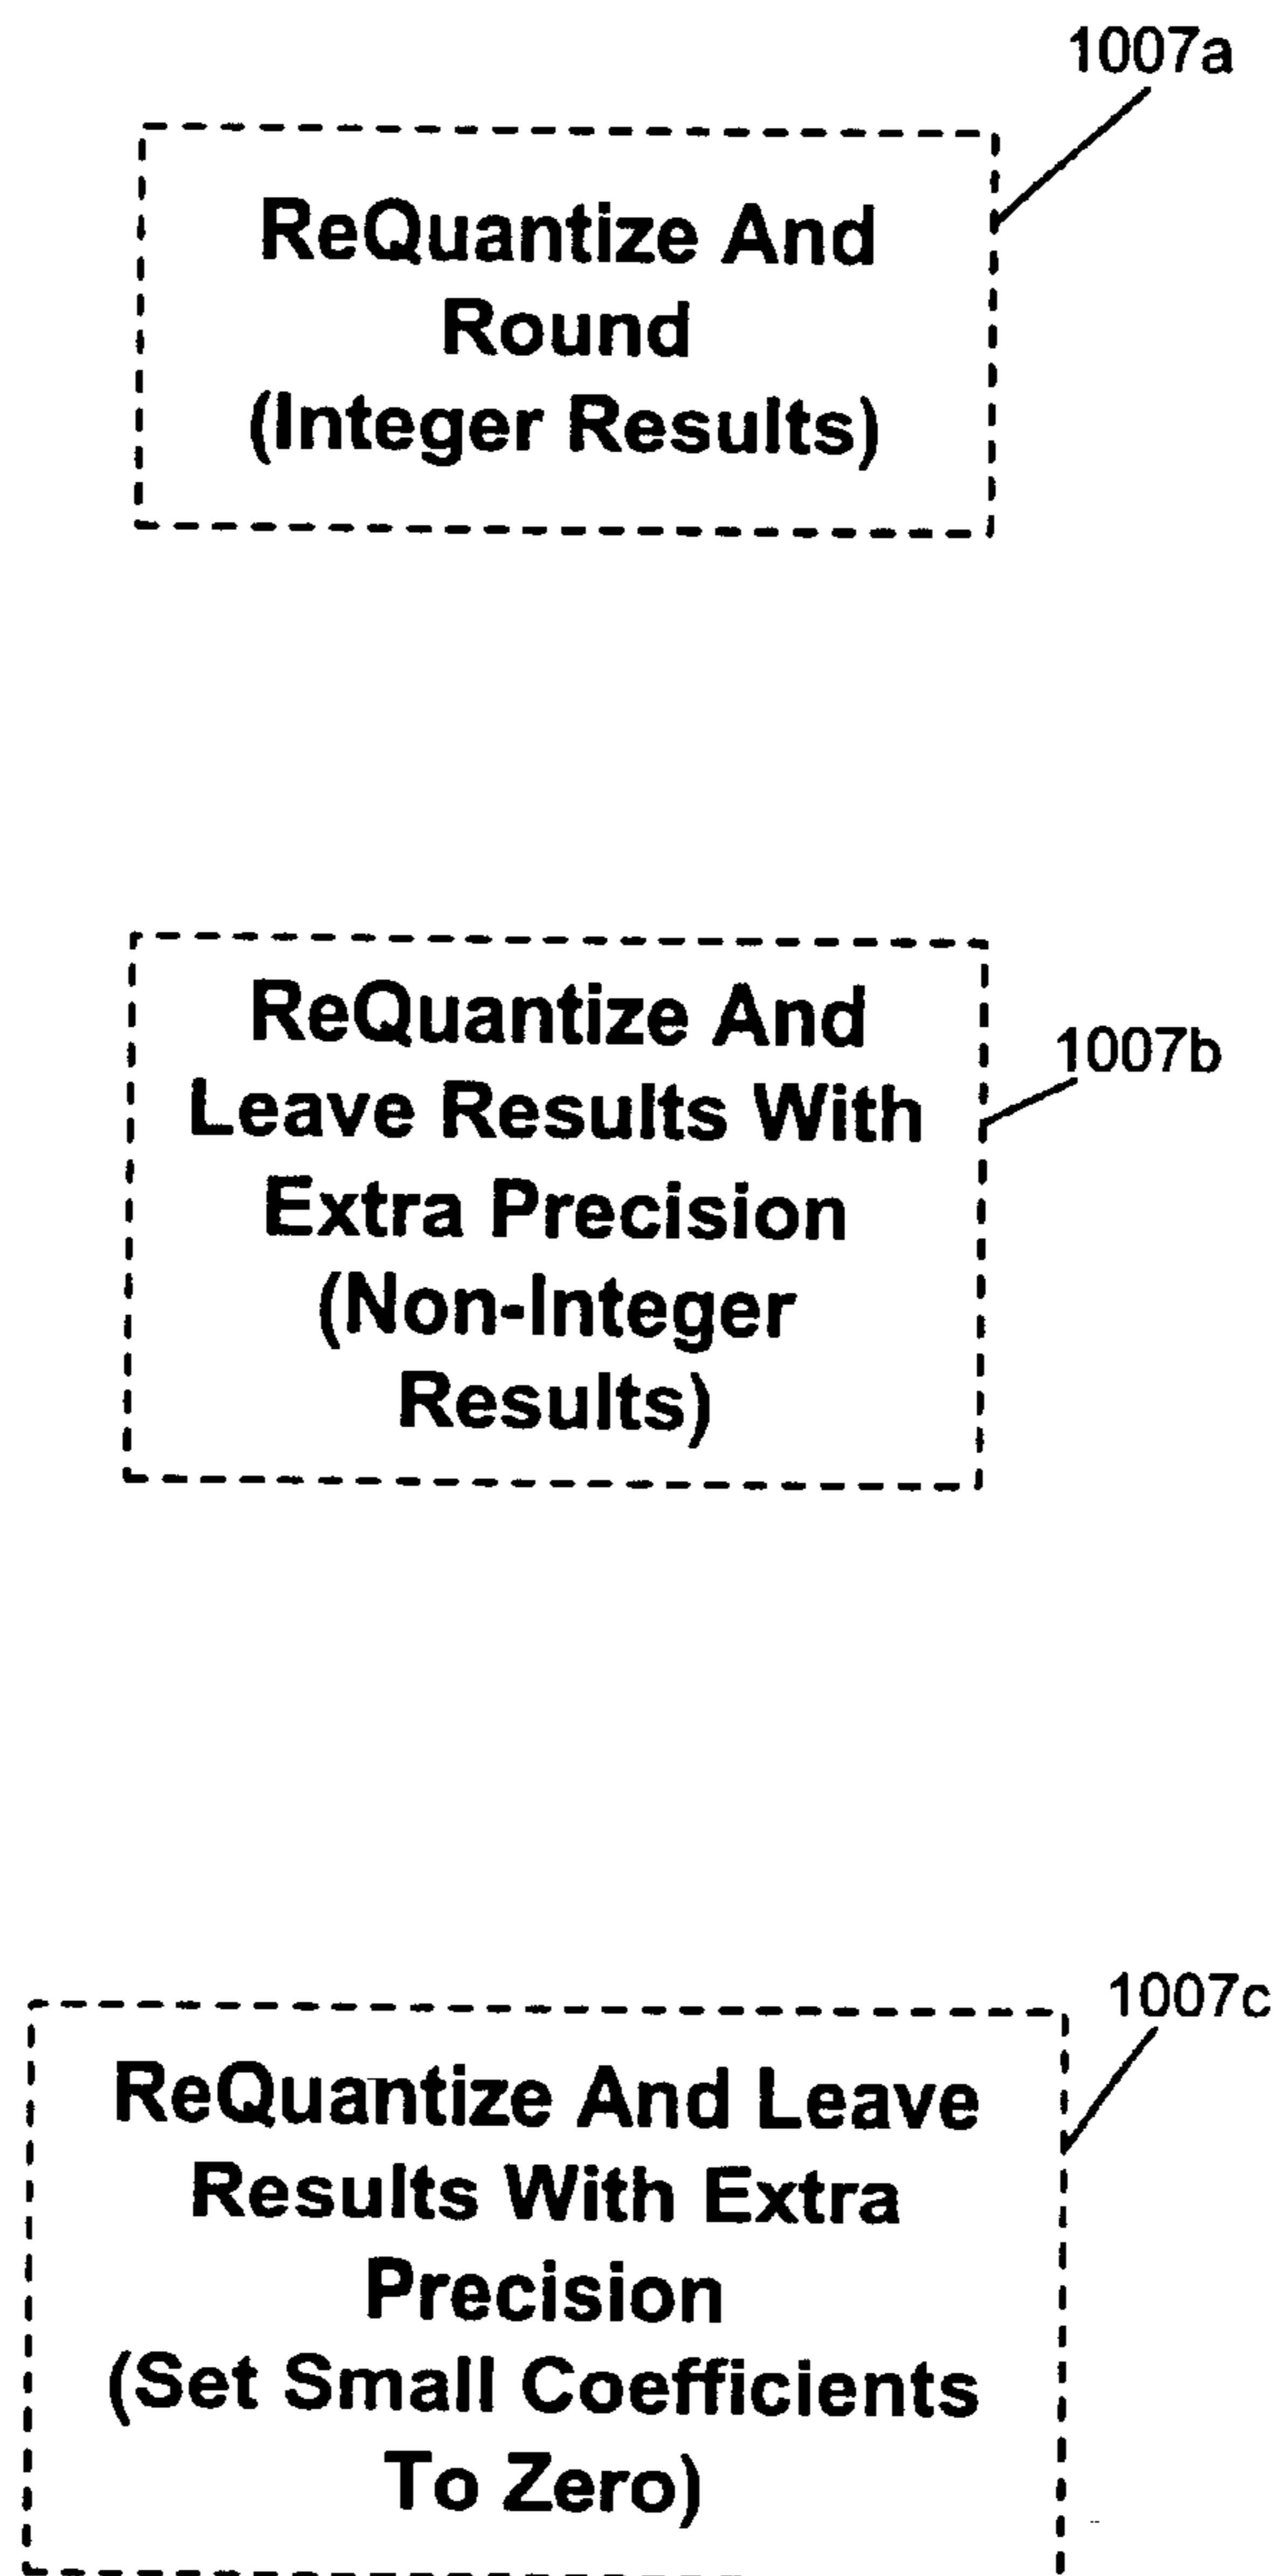 1007a
ReQuantize And
Round
(Integer Results)
ReQuantize And
Leave Results With
Extra Precision
(Non-Integer
Results)
1007b
1007c
ReQuantize And Leave
Results With Extra
Precision
(Set Small Coefficients
To Zero)